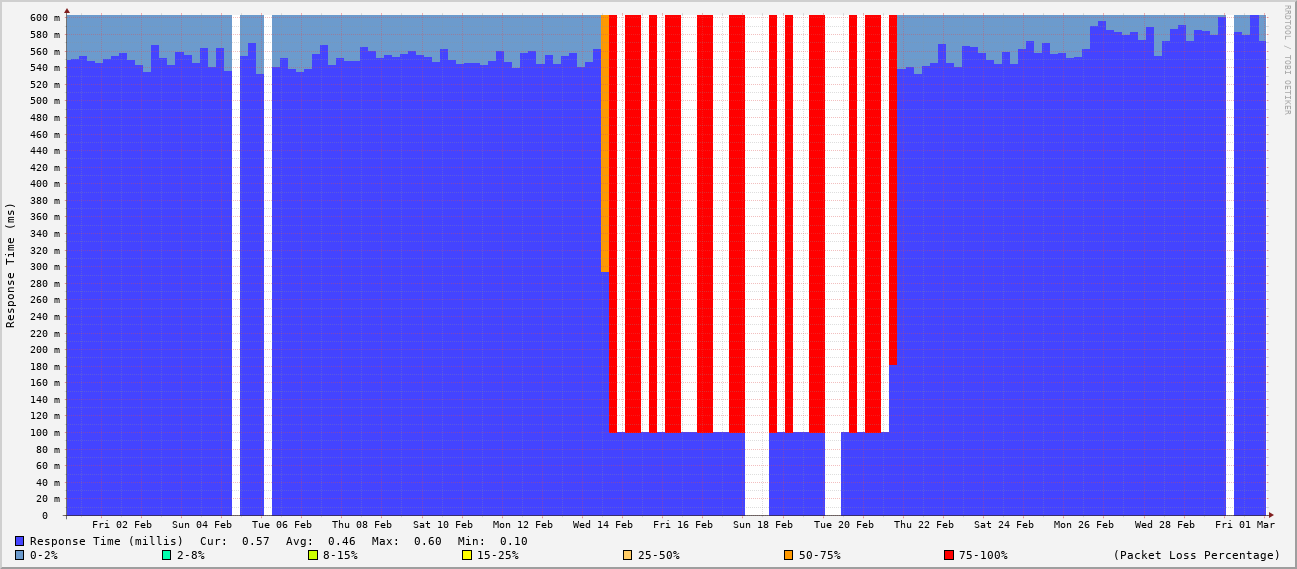 RRDTOOL / TOBI OETIKER
Response Time (ms)
600 m
580 m
560 m
540 m
520 m
500 m
480 m
460 m
440 m
420 m
400 m
380 m
360 m
340 m
320 m
300 m
280 m
260 m
240 m
220 m
200 m
180 m
160 m
140 m
120 m
100 m
80 m
60 m
40 m
20 m
0
Fri 02 Feb Sun 04 Feb Tue 06 Feb Thu 08 Feb Sat 10 Feb Mon 12 Feb Wed 14 Feb Fri 16 Feb Sun 18 Feb Tue 20 Feb Thu 22 Feb Sat 24 Feb Mon 26 Feb Wed 28 Feb Fri 01 Mar
Response Time (millis) Cur: 0.57 Avg: 0.46 Max: 0.60 Min: 0.10
0-2% 2-8% 8-15% 15-25% 25-50% 50-75% 75-100% (Packet Loss Percentage)